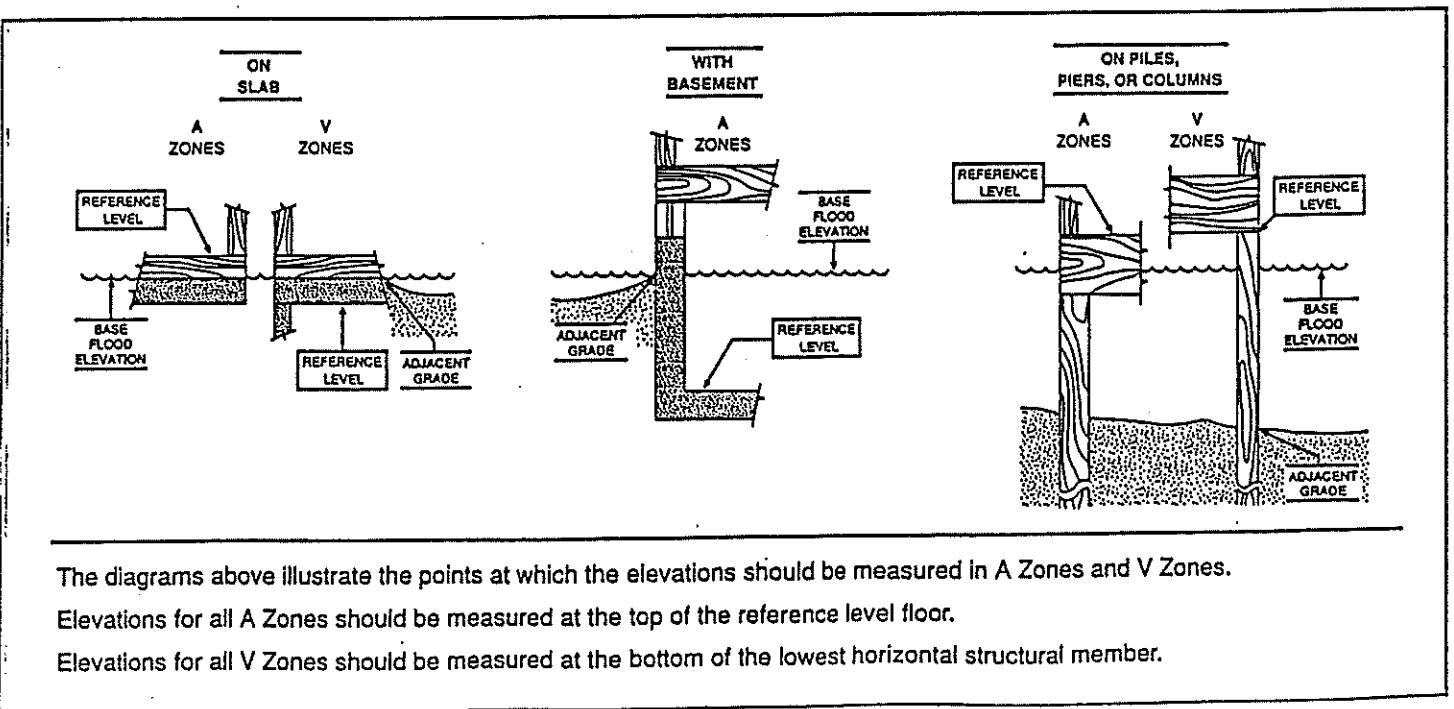 ON
SLAB
A
ZONES
V
ZONES
REFERENCE
LEVEL
BASE
FLOOD
ELEVATION
REFERENCE
LEVEL
ADJACENT
GRADE
WITH
BASEMENT
A
ZONES
BASE
FLOOD
ELEVATION
ADJACENT
GRADE
REFERENCE
LEVEL
ON PILES,
PIERS, OR COLUMNS
A
ZONES
V
ZONES
REFERENCE
LEVEL
REFERENCE
LEVEL
BASE
FLOOD
ELEVATION
ADJACENT
GRADE
The diagrams above illustrate the points at which the elevations should be measured in A Zones and V Zones.
Elevations for all A Zones should be measured at the top of the reference level floor.
Elevations for all V Zones should be measured at the bottom of the lowest horizontal structural member.